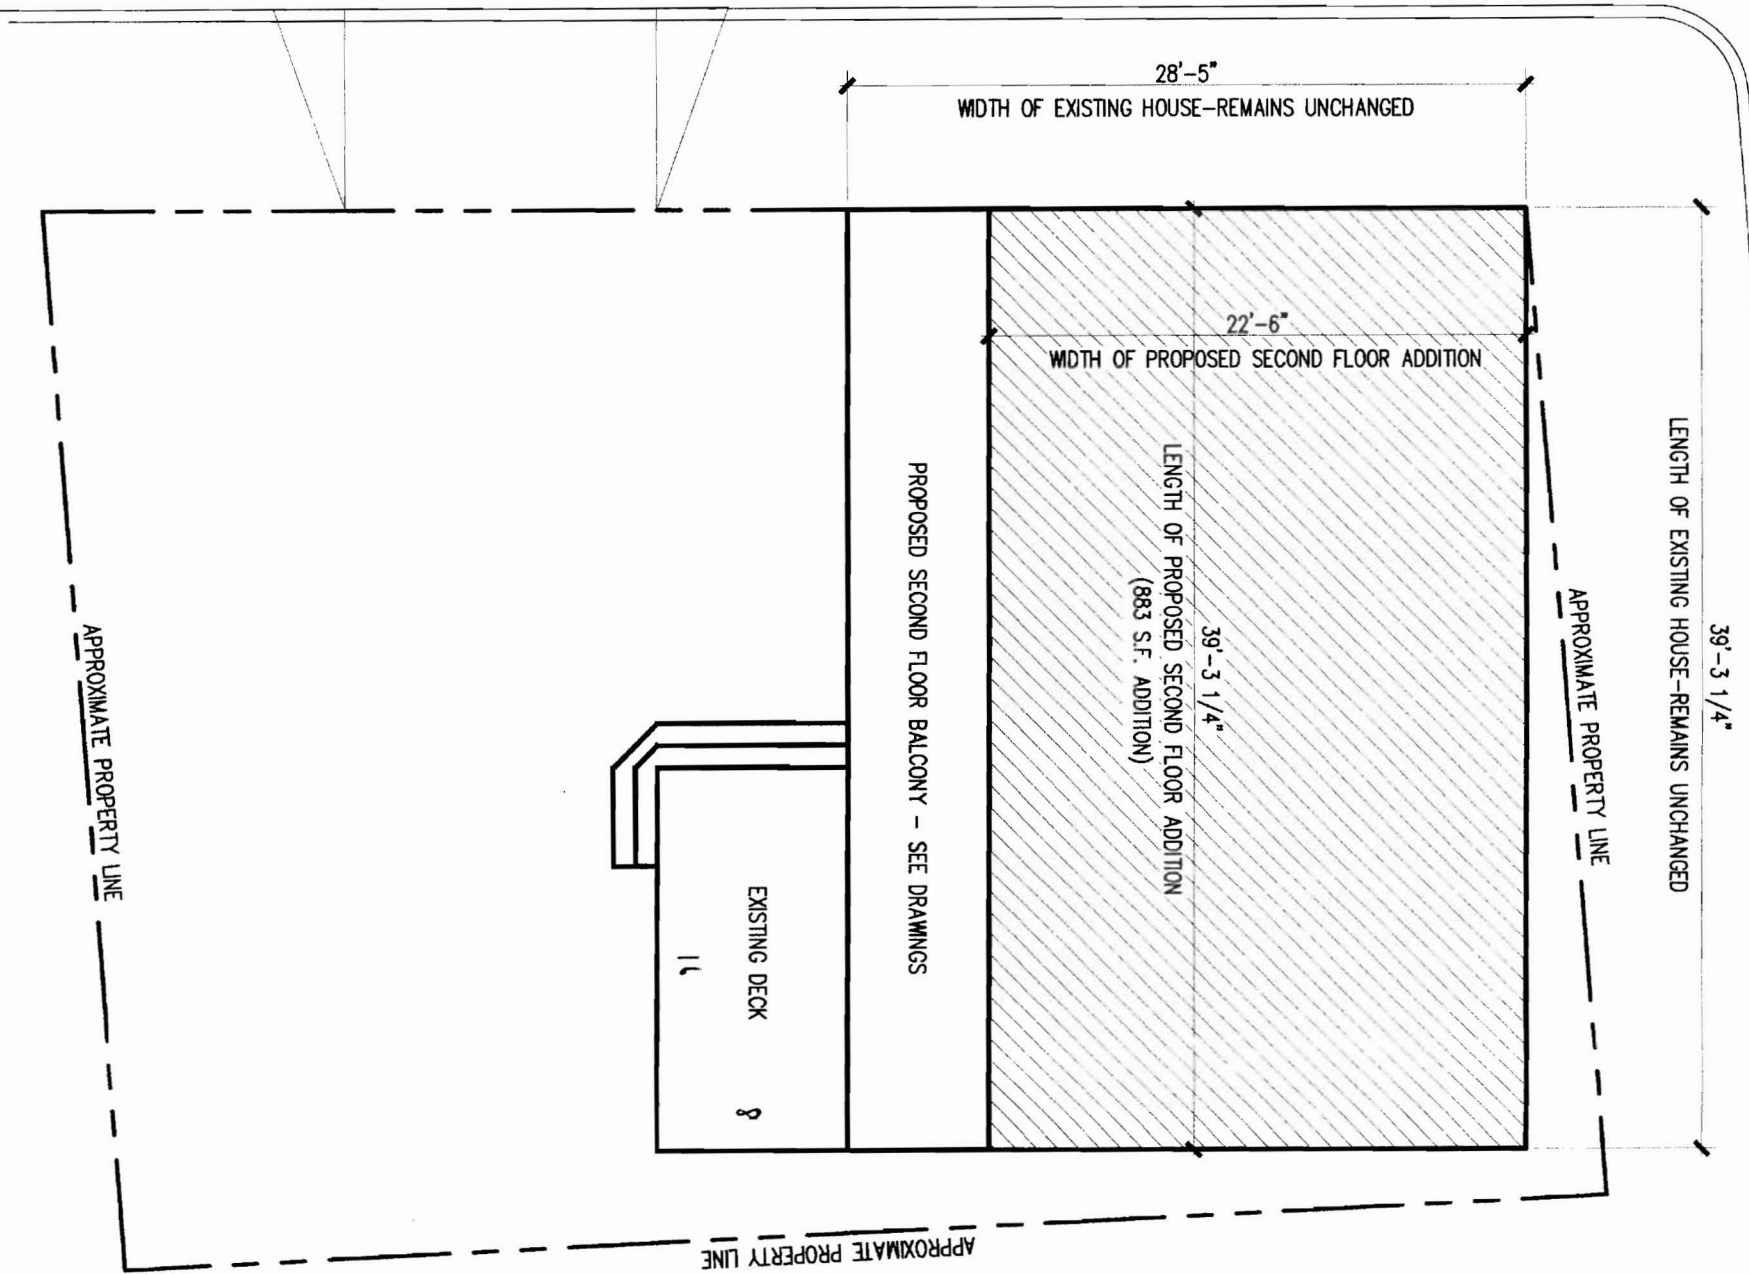 28'-5"
WIDTH OF EXISTING HOUSE-REMAINS UNCHANGED
22'-6"
WIDTH OF PROPOSED SECOND FLOOR ADDITION
39'-3 1/4"
LENGTH OF PROPOSED SECOND FLOOR ADDITION
(883 S.F. ADDITION)
39'-3 1/4"
LENGTH OF EXISTING HOUSE-REMAINS UNCHANGED
APPROXIMATE PROPERTY LINE
PROPOSED SECOND FLOOR BALCONY - SEE DRAWINGS
EXISTING DECK
16
8
APPROXIMATE PROPERTY LINE
APPROXIMATE PROPERTY LINE